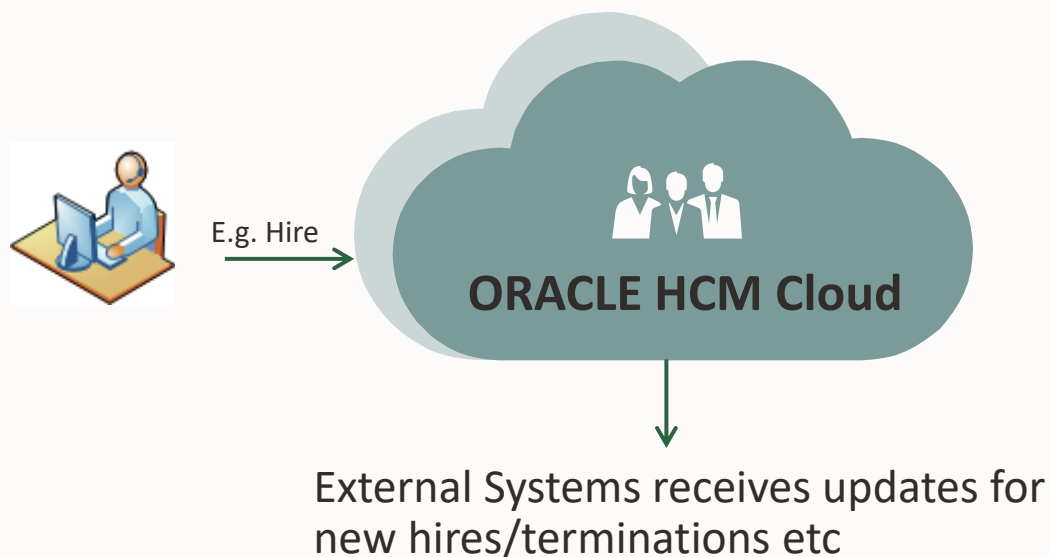 E.g. Hire
ORACLE HCM Cloud
External Systems receives updates for
new hires/terminations etc